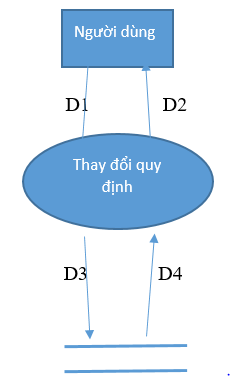 Người dùng
D1 D2
Thay đổi quy
định
D3 D4